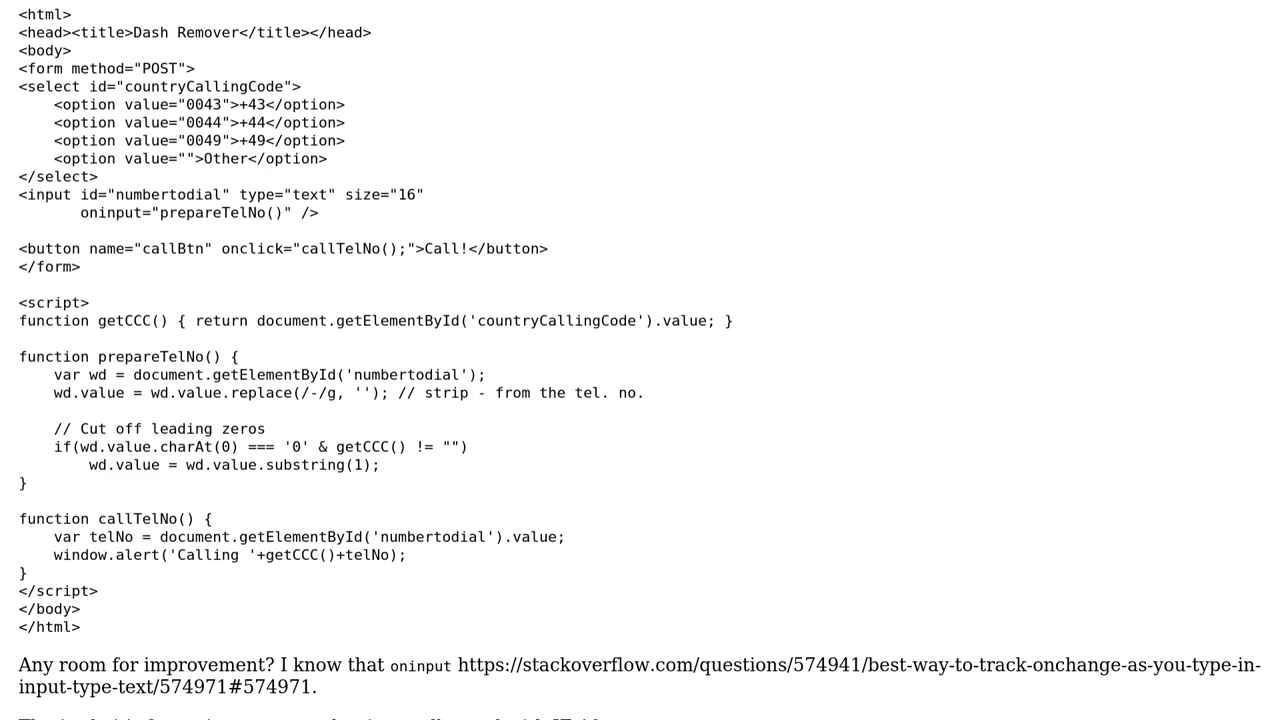 <html>
<head><title>Dash Remover</title></head>
<body>
<form method="POST">
<select id="countryCallingCode">
    <option value="0043">+43</option>
    <option value="0044">+44</option>
    <option value="0049">+49</option>
    <option value="">Other</option>
</select>
<input id="numbertodial" type="text" size="16"
       oninput="prepareTelNo()" />

<button name="callBtn" onclick="callTelNo();">Call!</button>
</form>

<script>
function getCCC() { return document.getElementById('countryCallingCode').value; }

function prepareTelNo() {
    var wd = document.getElementById('numbertodial');
    wd.value = wd.value.replace(/-/g, ''); // strip - from the tel. no.

    // Cut off leading zeros
    if(wd.value.charAt(0) === '0' & getCCC() != "")
        wd.value = wd.value.substring(1);
}

function callTelNo() {
    var telNo = document.getElementById('numbertodial').value;
    window.alert('Calling '+getCCC()+telNo);
}
</script>
</body>
</html>

Any room for improvement? I know that oninput https://stackoverflow.com/questions/574941/best-way-to-track-onchange-as-you-type-in-
input-type-text/574971#574971.